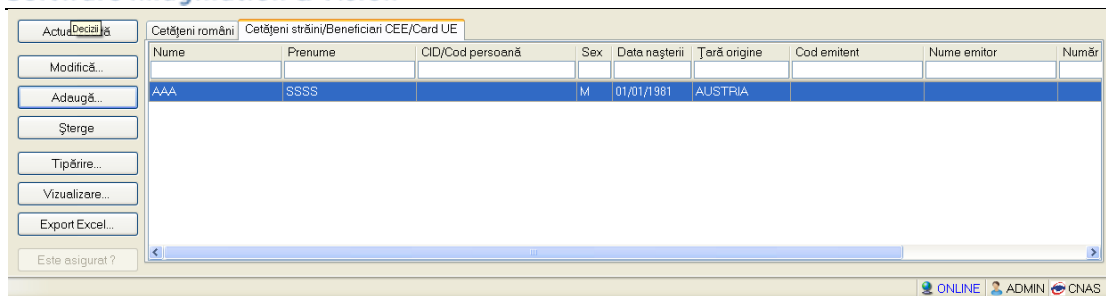 Decizii
Cetăţeni români Cetăţeni străini/Beneficiari CEE/Card UE
Nume Prenume CID/Cod persoană Sex Data naşterii Ţară origine Cod emitent Nume emitor Număr
Modifică...
Adaugă...
AAA SSSS M 01/01/1981 AUSTRIA
Şterge
Tipărire...
Vizualizare...
Export Excel...
Este asigurat ?
ONLINE ADMIN CNAS